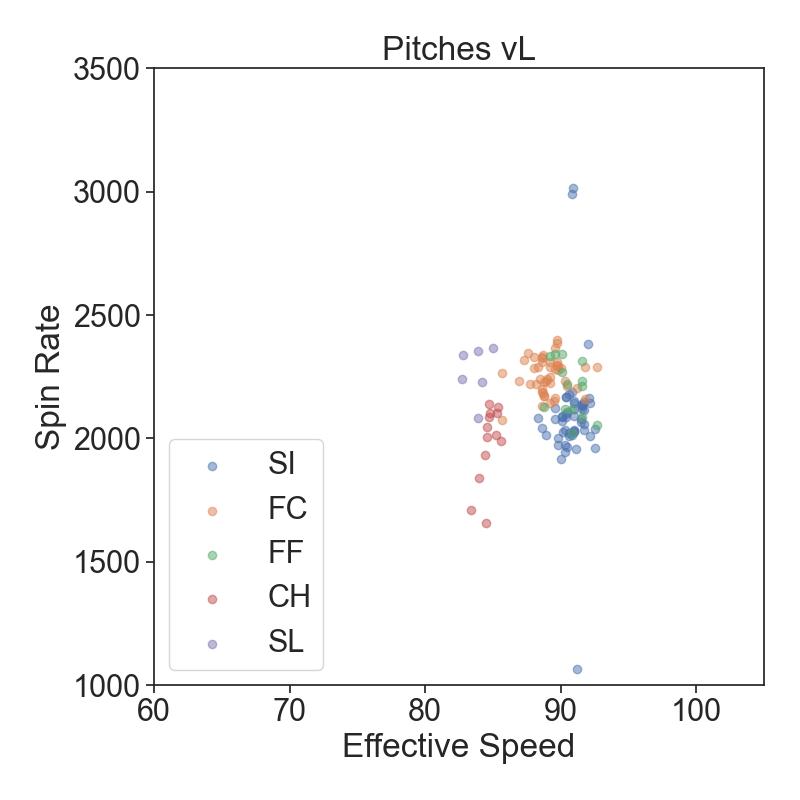 Pitches vL
3500
3000
2500
2000
1500
1000
Spin Rate
SI
FC
FF
CH
SL
60 70 80 90 100
Effective Speed